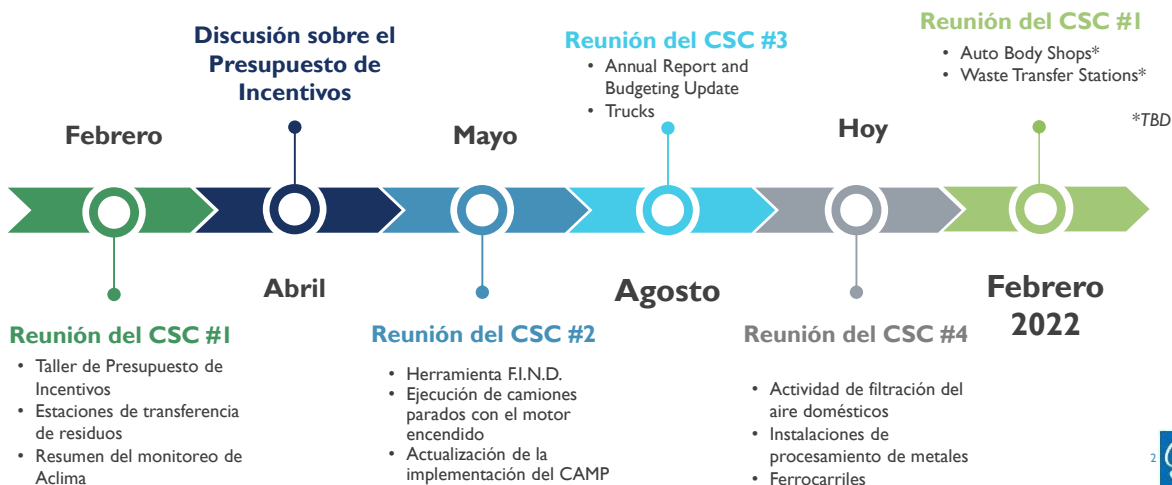 Febrero
Reunión del CSC #1
• Taller de Presupuesto de
Incentivos
• Estaciones de transferencia
de residuos
• Resumen del monitoreo de
Aclima
Discusión sobre el
Presupuesto de
Incentivos
Abril
Mayo
Reunión del CSC #2
• Herramienta F.I.N.D.
• Ejecución de camiones
parados con el motor
encendido
• Actualización de la
implementación del CAMP
Reunión del CSC #3
• Annual Report and
Budgeting Update
• Trucks
Agosto
Hoy
Reunión del CSC #4
• Actividad de filtración del
aire domésticos
• Instalaciones de
procesamiento de metales
• Ferrocarriles
Reunión del CSC #1
• Auto Body Shops*
• Waste Transfer Stations*
*TBD
Febrero
2022
2